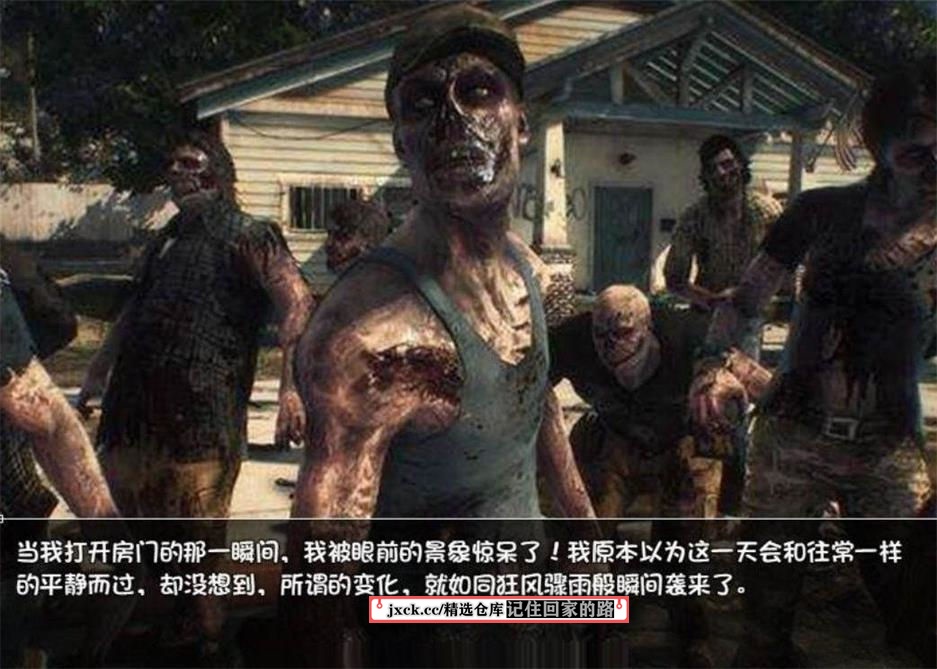 当我打开房门的那一瞬间，我被眼前的景象惊呆了！我原本以为这一天会和往常一样
的平静而过，却没想到，所谓的变化，就如同狂风骤雨般瞬间袭来了。
jxck.cc/精选仓库记住回家的路